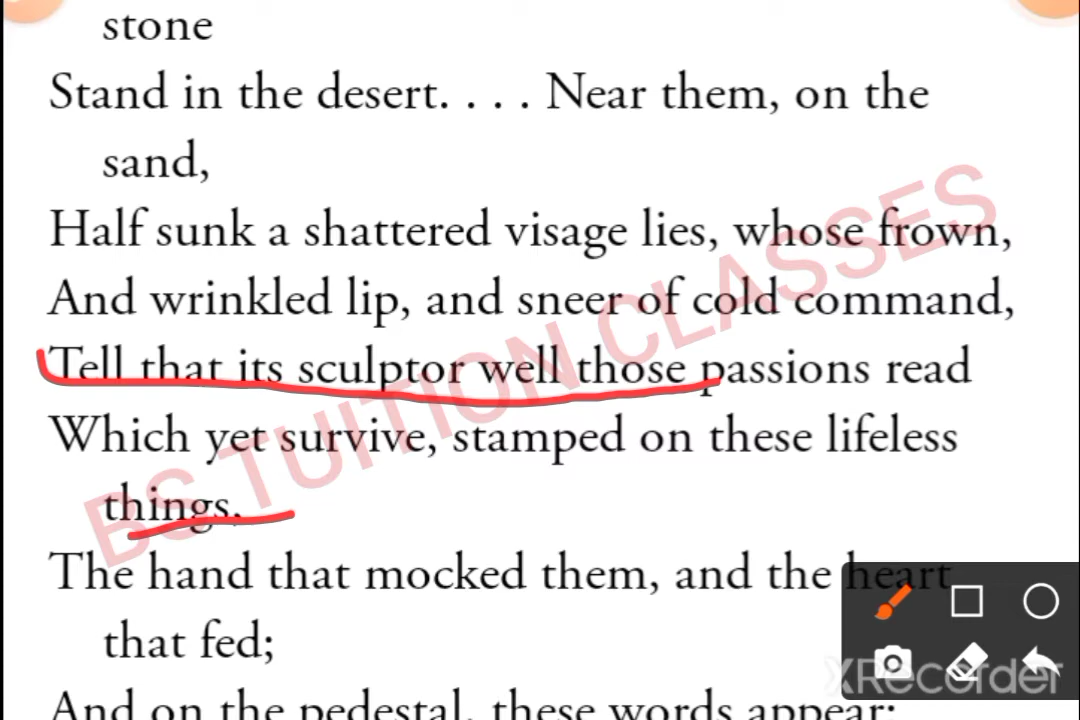 stone
Stand in the desert. . . . Near them, on the
sand,
Half sunk a shattered visage lies, whose frown,
And wrinkled lip, and sneer of cold command,
Tell that its sculptor well those passions read
Which yet survive, stamped on these lifeless
things,
The hand that mocked them, and the heart
that fed;
And on the pedestal, these words appear:
BS TUITION CLASSES
XRecorder